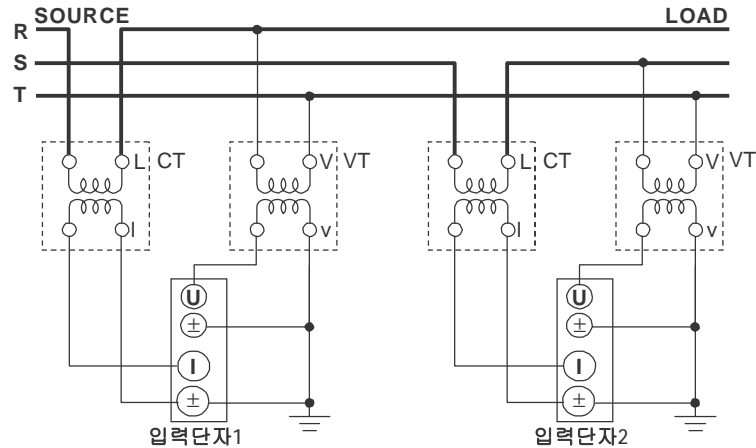 SOURCE LOAD
R
S
T
L CT V VT L CT V VT
l v l v
U U
± ±
I I
± ±
입력단자1 입력단자2